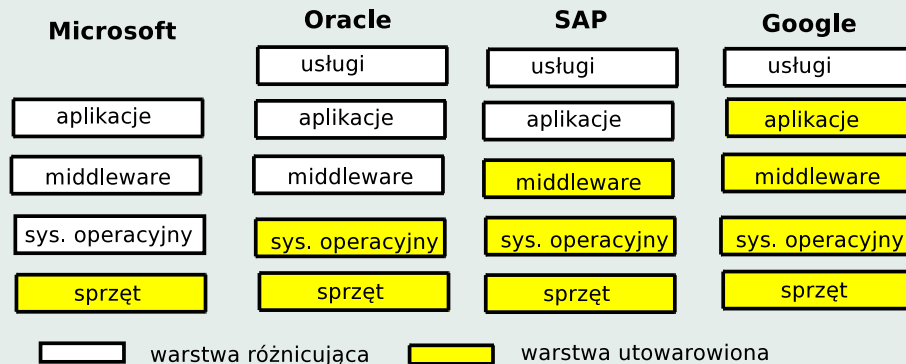 Microsoft Oracle SAP Google
usługi usługi usługi
aplikacje aplikacje aplikacje aplikacje
middleware middleware middleware middleware
sys. operacyjny sys. operacyjny sys. operacyjny sys. operacyjny
sprzęt sprzęt sprzęt sprzęt
warstwa różnicująca warstwa utowarowiona